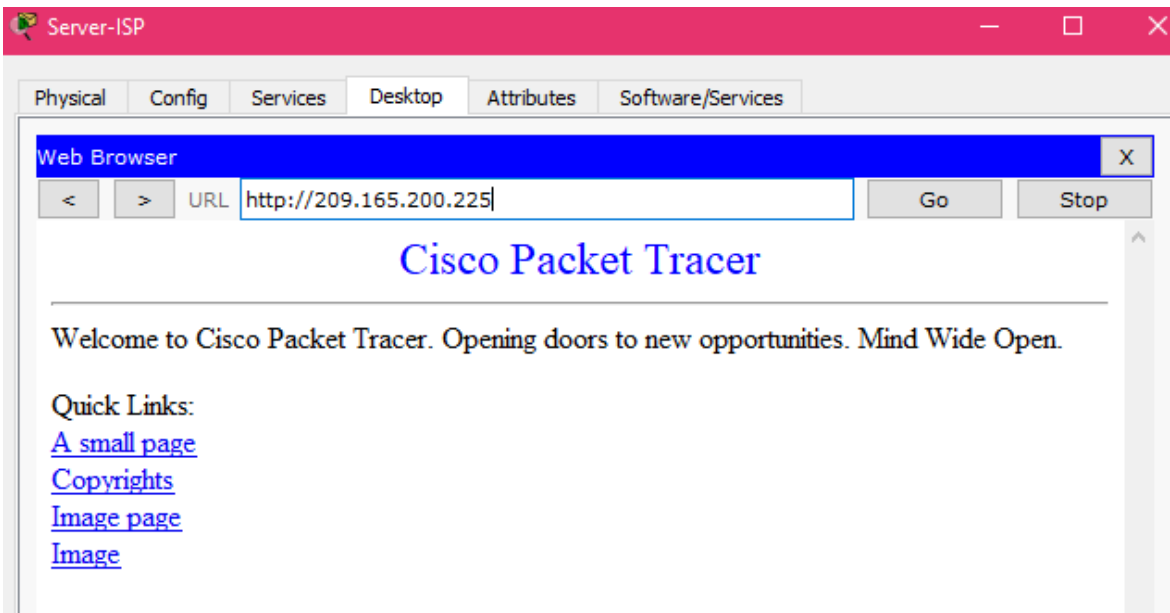 Server-ISP
Physical Config Services Desktop Attributes Software/Services
Web Browser X
< > URL http://209.165.200.225 Go Stop
Cisco Packet Tracer
Welcome to Cisco Packet Tracer. Opening doors to new opportunities. Mind Wide Open.
Quick Links:
A small page
Copyrights
Image page
Image